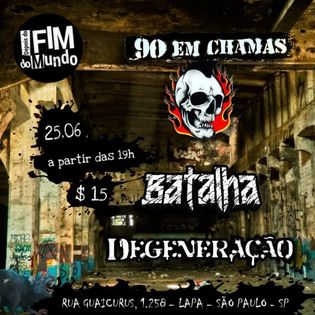 Depois do
FIM
do Mundo
90 EM CHAMAS
25.06
a partir das 19h
$ 15
Batalha
Degeneração
RUA GUAICURUS, 1.256 - LAPA - SÃO PAULO - SP